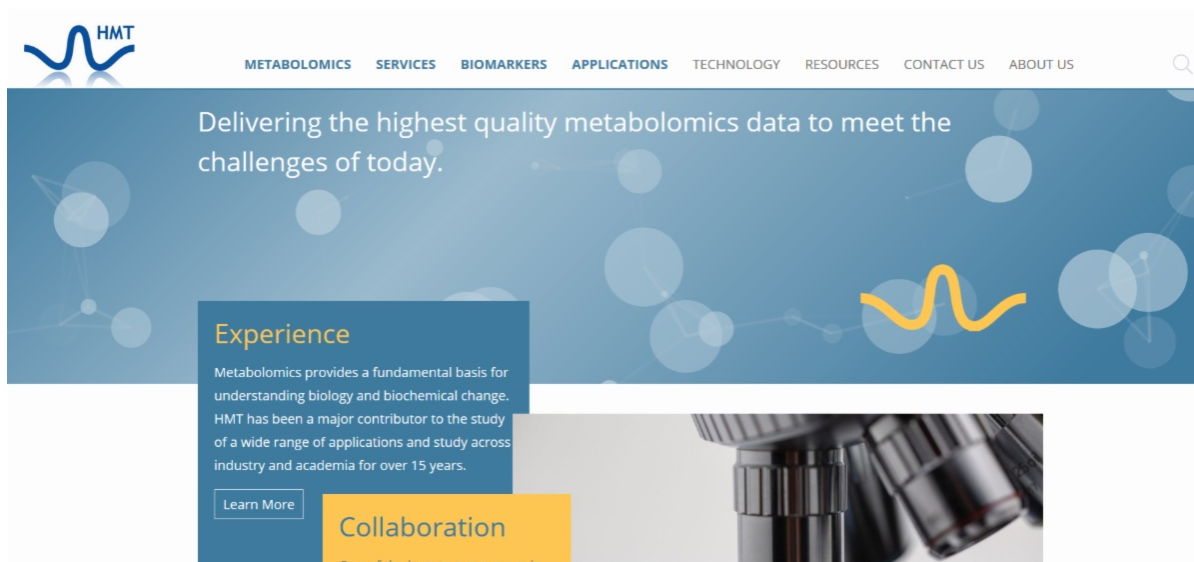 HMT
METABOLOMICS SERVICES BIOMARKERS APPLICATIONS TECHNOLOGY RESOURCES CONTACT US ABOUT US
Delivering the highest quality metabolomics data to meet the
challenges of today.
Experience
Metabolomics provides a fundamental basis for
understanding biology and biochemical change.
HMT has been a major contributor to the study
of a wide range of applications and study across
industry and academia for over 15 years.
Learn More
Collaboration